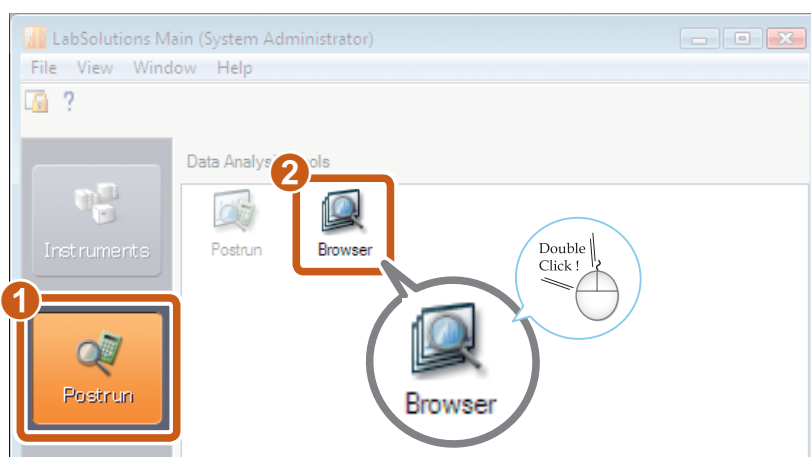 LabSolutions Main (System Administrator)
File View Window Help
?
Data Analysis Tools
2
Instruments
Postrun
Browser
Double
Click !
1
Postrun
Browser